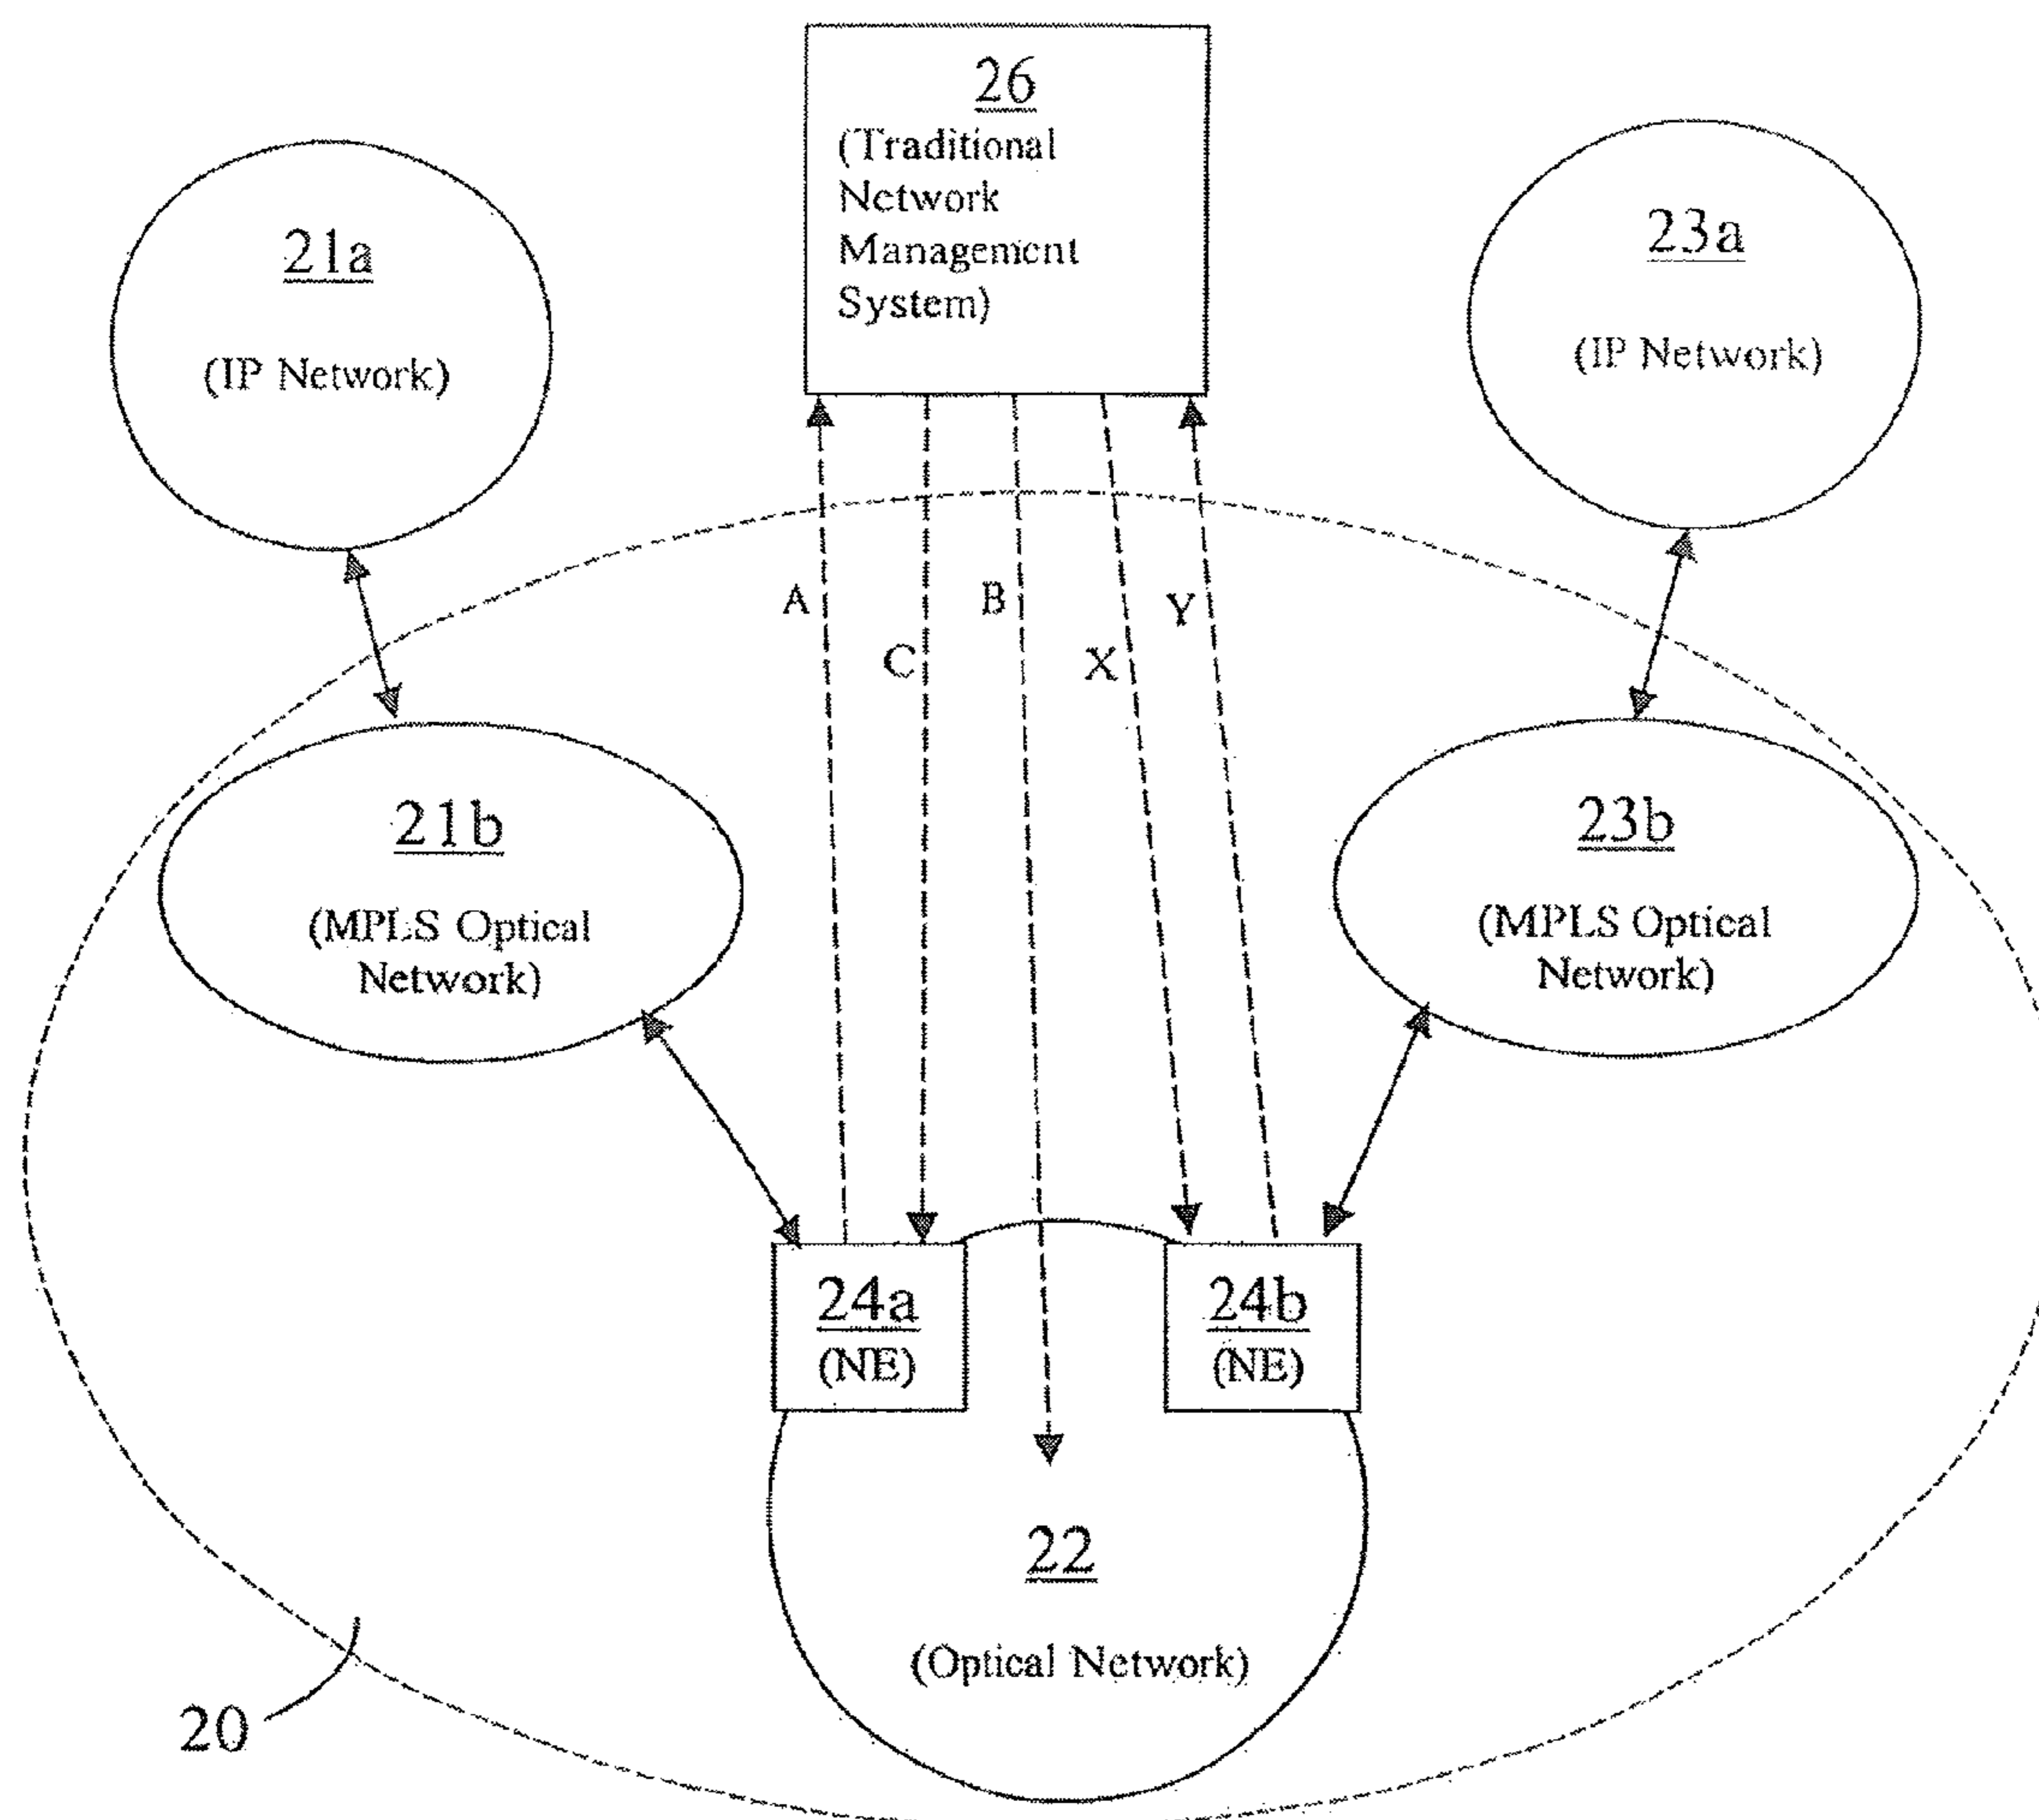 26
(Traditional
Network
Management
System)
21a
(IP Network)
23a
(IP Network)
A
C
B
X
Y
21b
(MPLS Optical
Network)
23b
(MPLS Optical
Network)
24a
(NE)
24b
(NE)
22
(Optical Network)
20